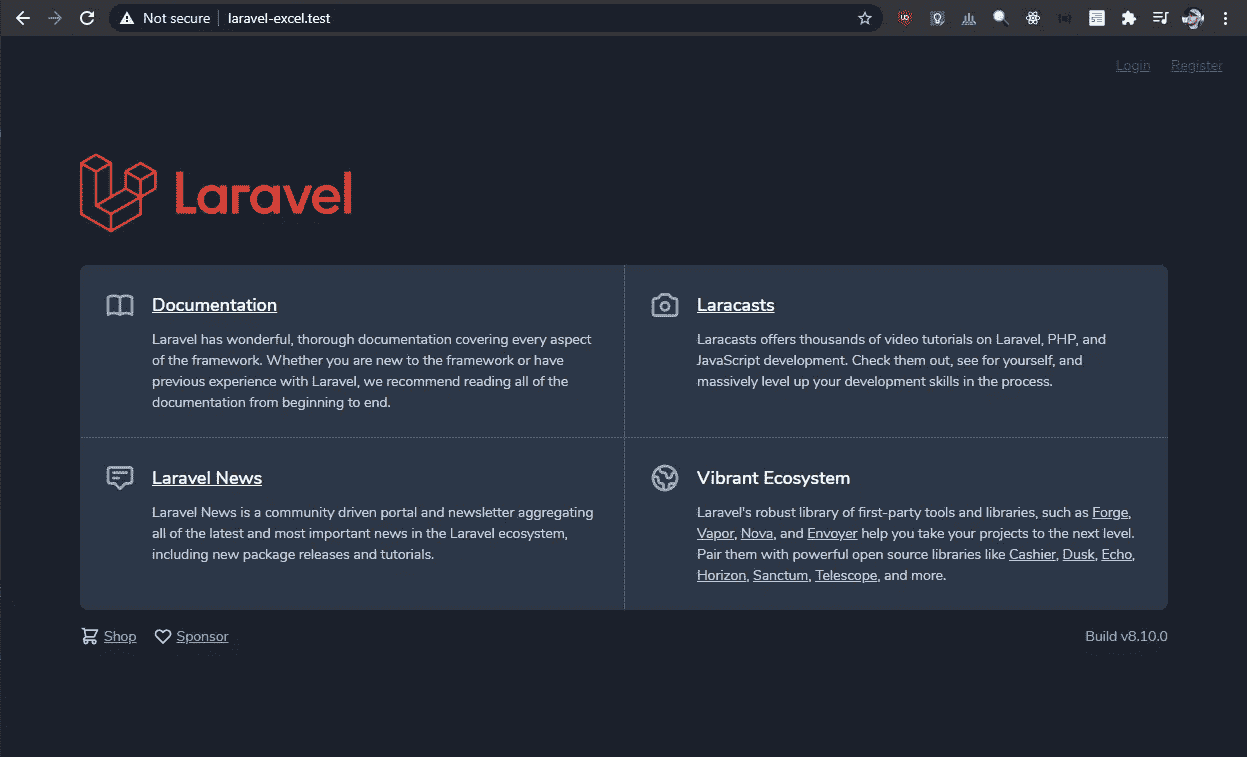 Not secure laravel-excel.test
Login Register
Laravel
Documentation
Laravel has wonderful, thorough documentation covering every aspect
of the framework. Whether you are new to the framework or have
previous experience with Laravel, we recommend reading all of the
documentation from beginning to end.
Laracasts
Laracasts offers thousands of video tutorials on Laravel, PHP, and
JavaScript development. Check them out, see for yourself, and
massively level up your development skills in the process.
Laravel News
Laravel News is a community driven portal and newsletter aggregating
all of the latest and most important news in the Laravel ecosystem,
including new package releases and tutorials.
Vibrant Ecosystem
Laravel's robust library of first-party tools and libraries, such as Forge,
Vapor, Nova, and Envoyer help you take your projects to the next level.
Pair them with powerful open source libraries like Cashier, Dusk, Echo,
Horizon, Sanctum, Telescope, and more.
Shop Sponsor
Build v8.10.0